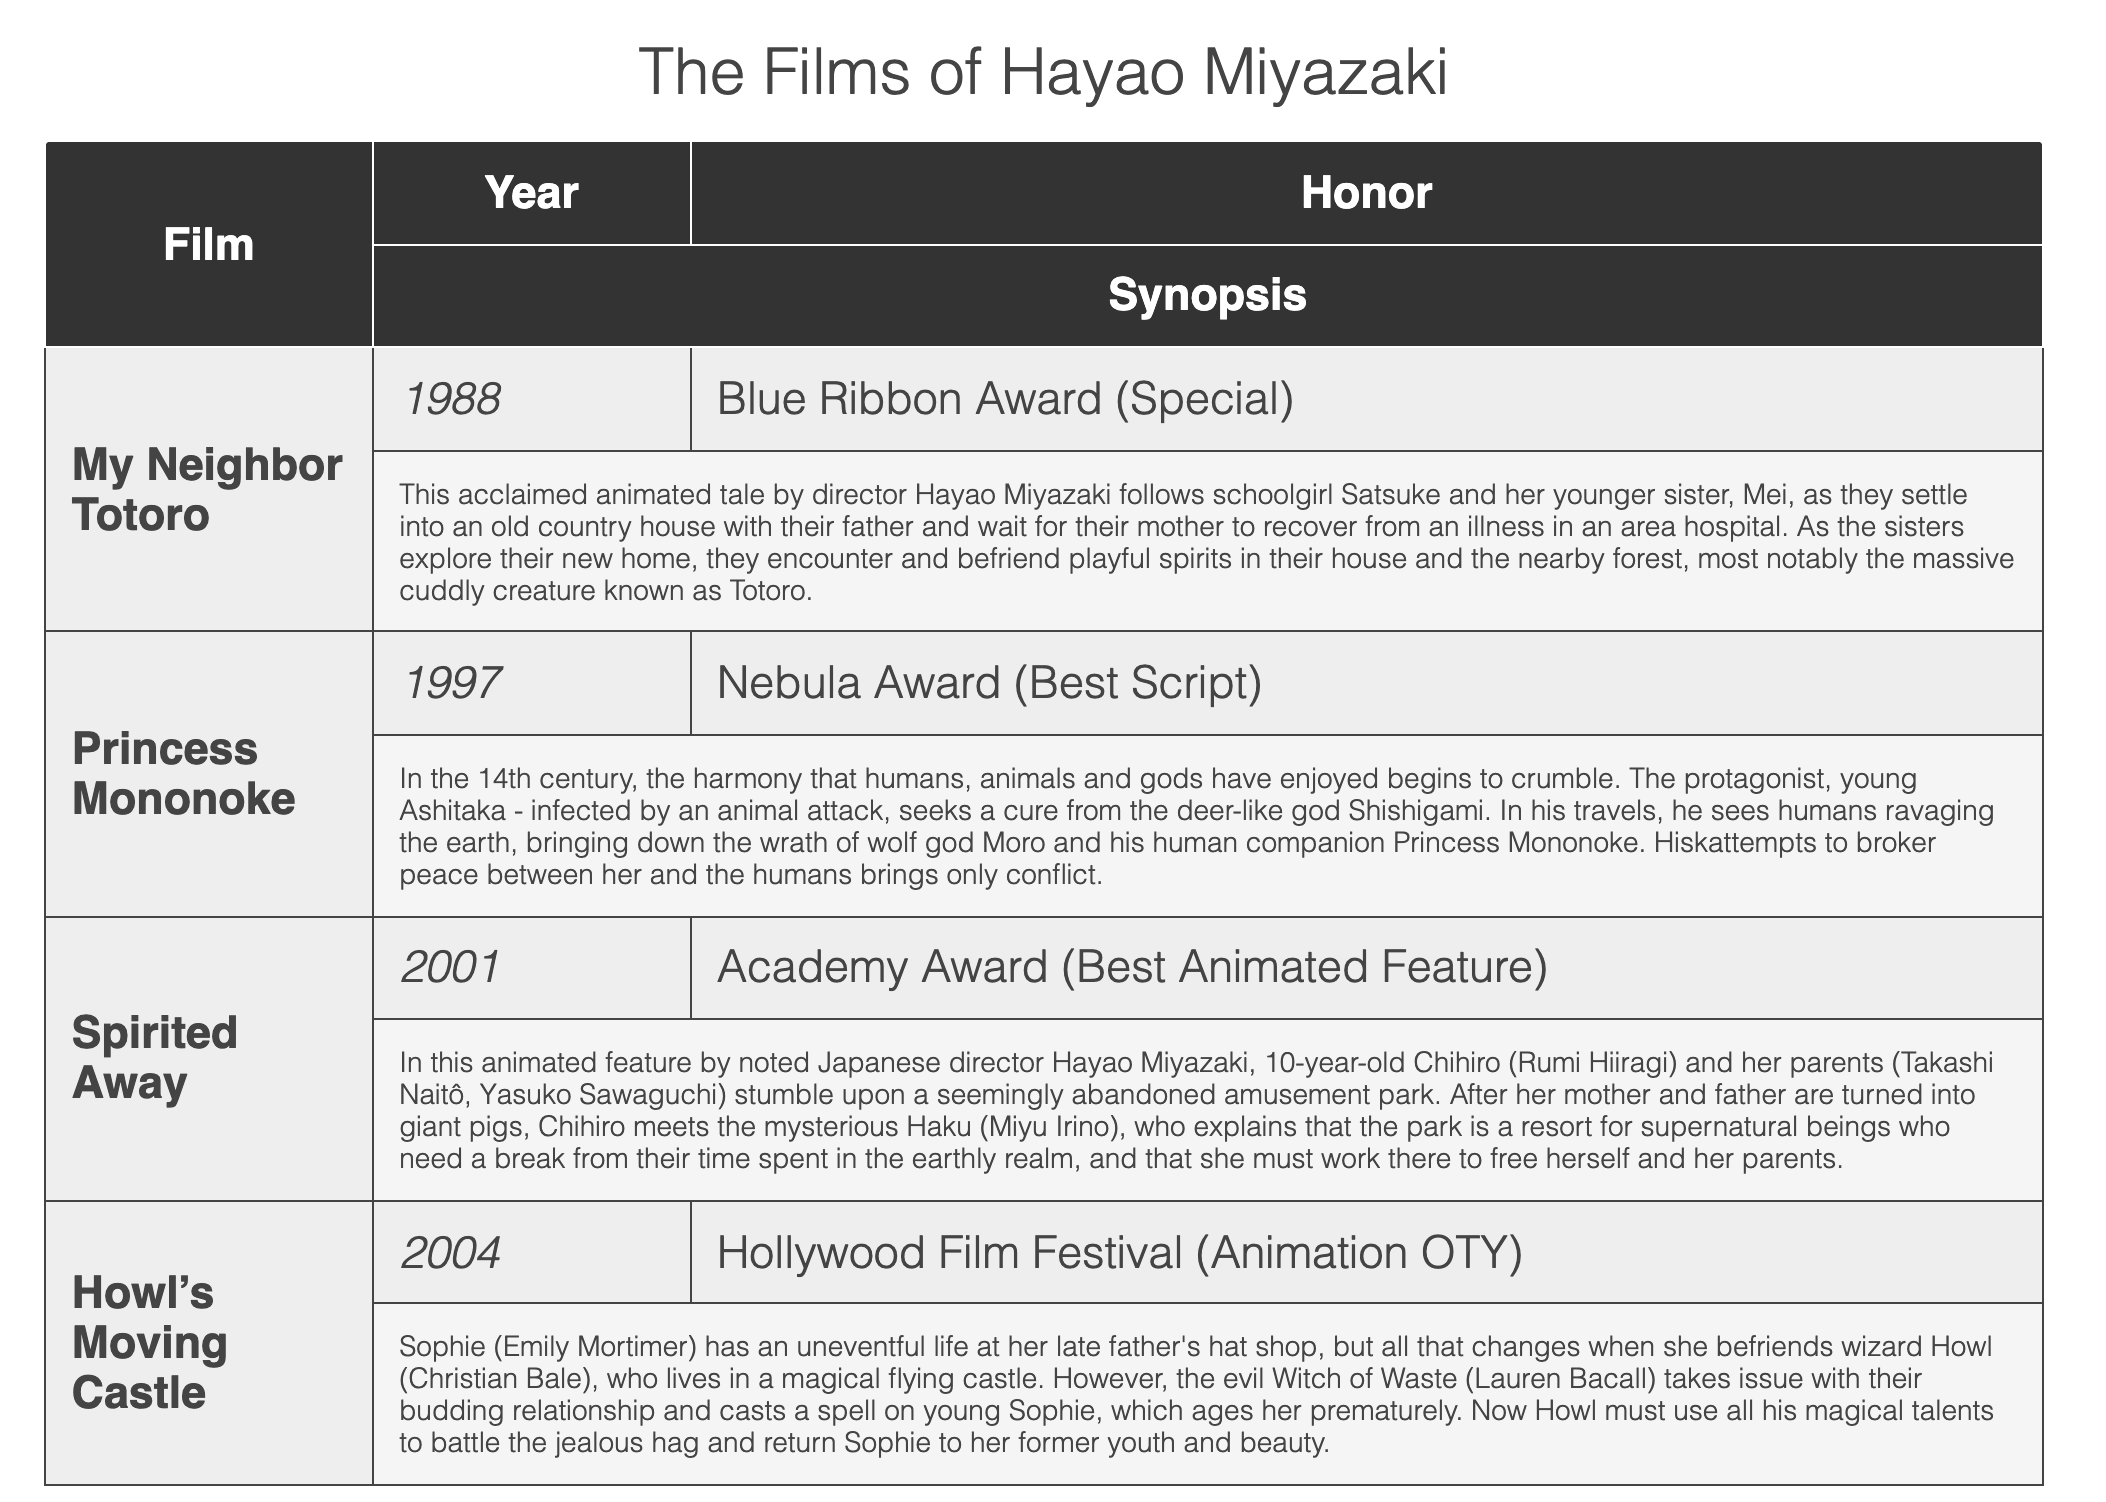 The Films of Hayao Miyazaki
Film
Year
Honor
Synopsis
My Neighbor
Totoro
1988
Blue Ribbon Award (Special)
This acclaimed animated tale by director Hayao Miyazaki follows schoolgirl Satsuke and her younger sister, Mei, as they settle
into an old country house with their father and wait for their mother to recover from an illness in an area hospital. As the sisters
explore their new home, they encounter and befriend playful spirits in their house and the nearby forest, most notably the massive
cuddly creature known as Totoro.
Princess
Mononoke
1997
Nebula Award (Best Script)
In the 14th century, the harmony that humans, animals and gods have enjoyed begins to crumble. The protagonist, young
Ashitaka - infected by an animal attack, seeks a cure from the deer-like god Shishigami. In his travels, he sees humans ravaging
the earth, bringing down the wrath of wolf god Moro and his human companion Princess Mononoke. Hiskattempts to broker
peace between her and the humans brings only conflict.
Spirited
Away
2001
Academy Award (Best Animated Feature)
In this animated feature by noted Japanese director Hayao Miyazaki, 10-year-old Chihiro (Rumi Hiiragi) and her parents (Takashi
Naitô, Yasuko Sawaguchi) stumble upon a seemingly abandoned amusement park. After her mother and father are turned into
giant pigs, Chihiro meets the mysterious Haku (Miyu Irino), who explains that the park is a resort for supernatural beings who
need a break from their time spent in the earthly realm, and that she must work there to free herself and her parents.
Howl’s
Moving
Castle
2004
Hollywood Film Festival (Animation OTY)
Sophie (Emily Mortimer) has an uneventful life at her late father's hat shop, but all that changes when she befriends wizard Howl
(Christian Bale), who lives in a magical flying castle. However, the evil Witch of Waste (Lauren Bacall) takes issue with their
budding relationship and casts a spell on young Sophie, which ages her prematurely. Now Howl must use all his magical talents
to battle the jealous hag and return Sophie to her former youth and beauty.